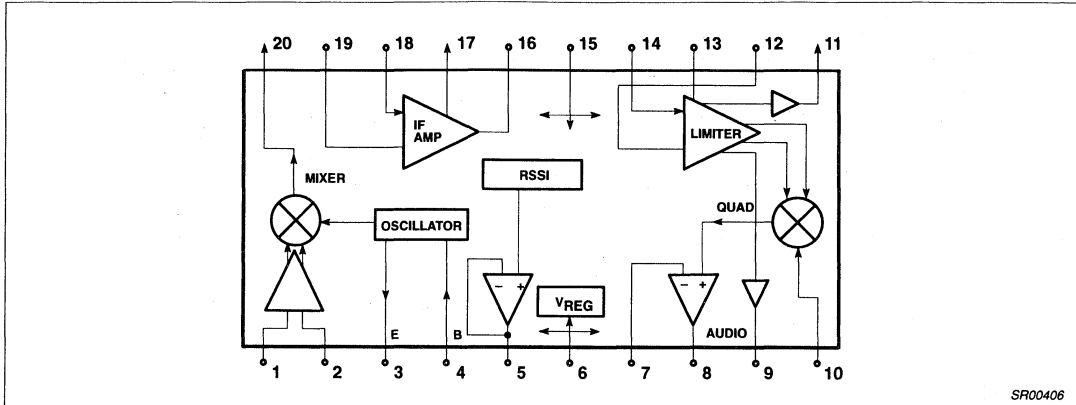 20 19 18 17 16 15 14 13 12 11
IF
AMP
LIMITER
RSSI
MIXER
QUAD
OSCILLATOR
− +
− +
VREG
E B
AUDIO
1 2 3 4 5 6 7 8 9 10
SR00406